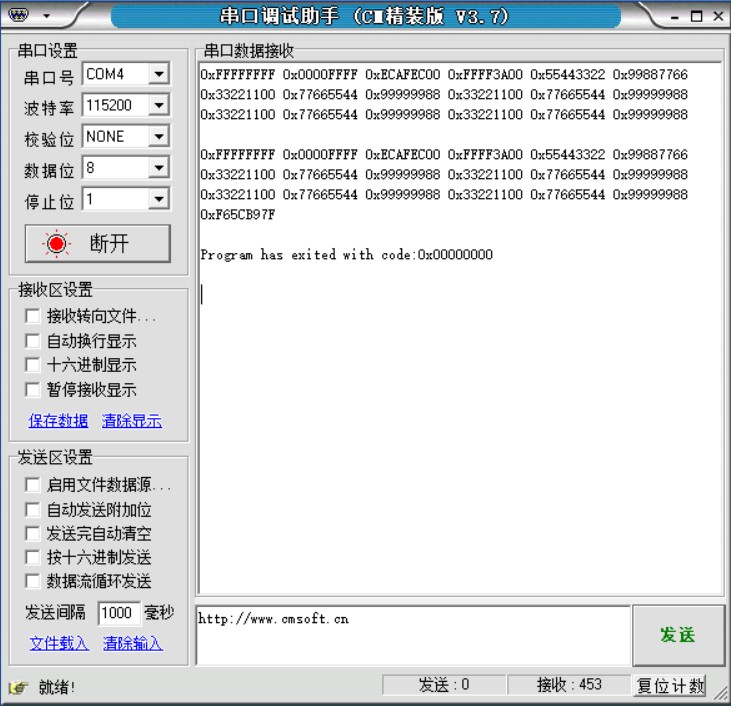 串口调试助手 (CM精装版 V3.7)
串口设置
串口号 COM4
波特率 115200
校验位 NONE
数据位 8
停止位 1
断开
接收区设置
接收转向文件...
自动换行显示
十六进制显示
暂停接收显示
保存数据 清除显示
发送区设置
启用文件数据源...
自动发送附加位
发送完自动清空
按十六进制发送
数据流循环发送
发送间隔 1000 毫秒
文件载入 清除输入
串口数据接收
0xFFFFFFFF 0x0000FFFF 0xECAFEC00 0xFFFF3A00 0x55443322 0x99887766
0x33221100 0x77665544 0x99999988 0x33221100 0x77665544 0x99999988
0x33221100 0x77665544 0x99999988 0x33221100 0x77665544 0x99999988
0xFFFFFFFF 0x0000FFFF 0xECAFEC00 0xFFFF3A00 0x55443322 0x99887766
0x33221100 0x77665544 0x99999988 0x33221100 0x77665544 0x99999988
0x33221100 0x77665544 0x99999988 0x33221100 0x77665544 0x99999988
0xF65CB97F
Program has exited with code:0x00000000
http://www.cmsoft.cn
发送
就绪!
发送:0
接收:453
复位计数